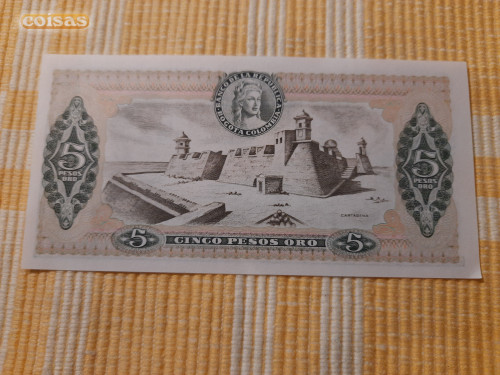 coisas
BANCO DE LA REPUBLICA
BOGOTA COLOMBIA
5
PESOS
ORO
5
PESOS
ORO
CARTAGENA
5 CINCO PESOS ORO 5